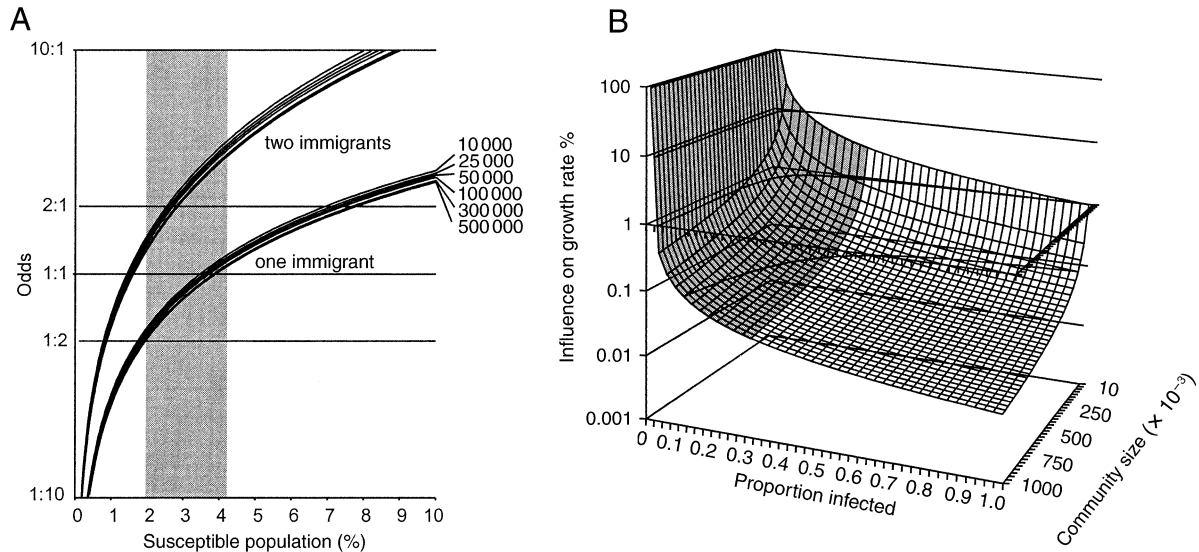 A
10:1
2:1
1:1
1:2
1:10
Odds
two immigrants
one immigrant
10 000
25 000
50 000
100 000
300 000
500 000
0 1 2 3 4 5 6 7 8 9 10
Susceptible population (%)
B
100
10
1
0.1
0.01
0.001
Influence on growth rate %
0 0.1 0.2 0.3 0.4 0.5 0.6 0.7 0.8 0.9 1.0
Proportion infected
10
250
500
750
1000
Community size (× 10⁻³)